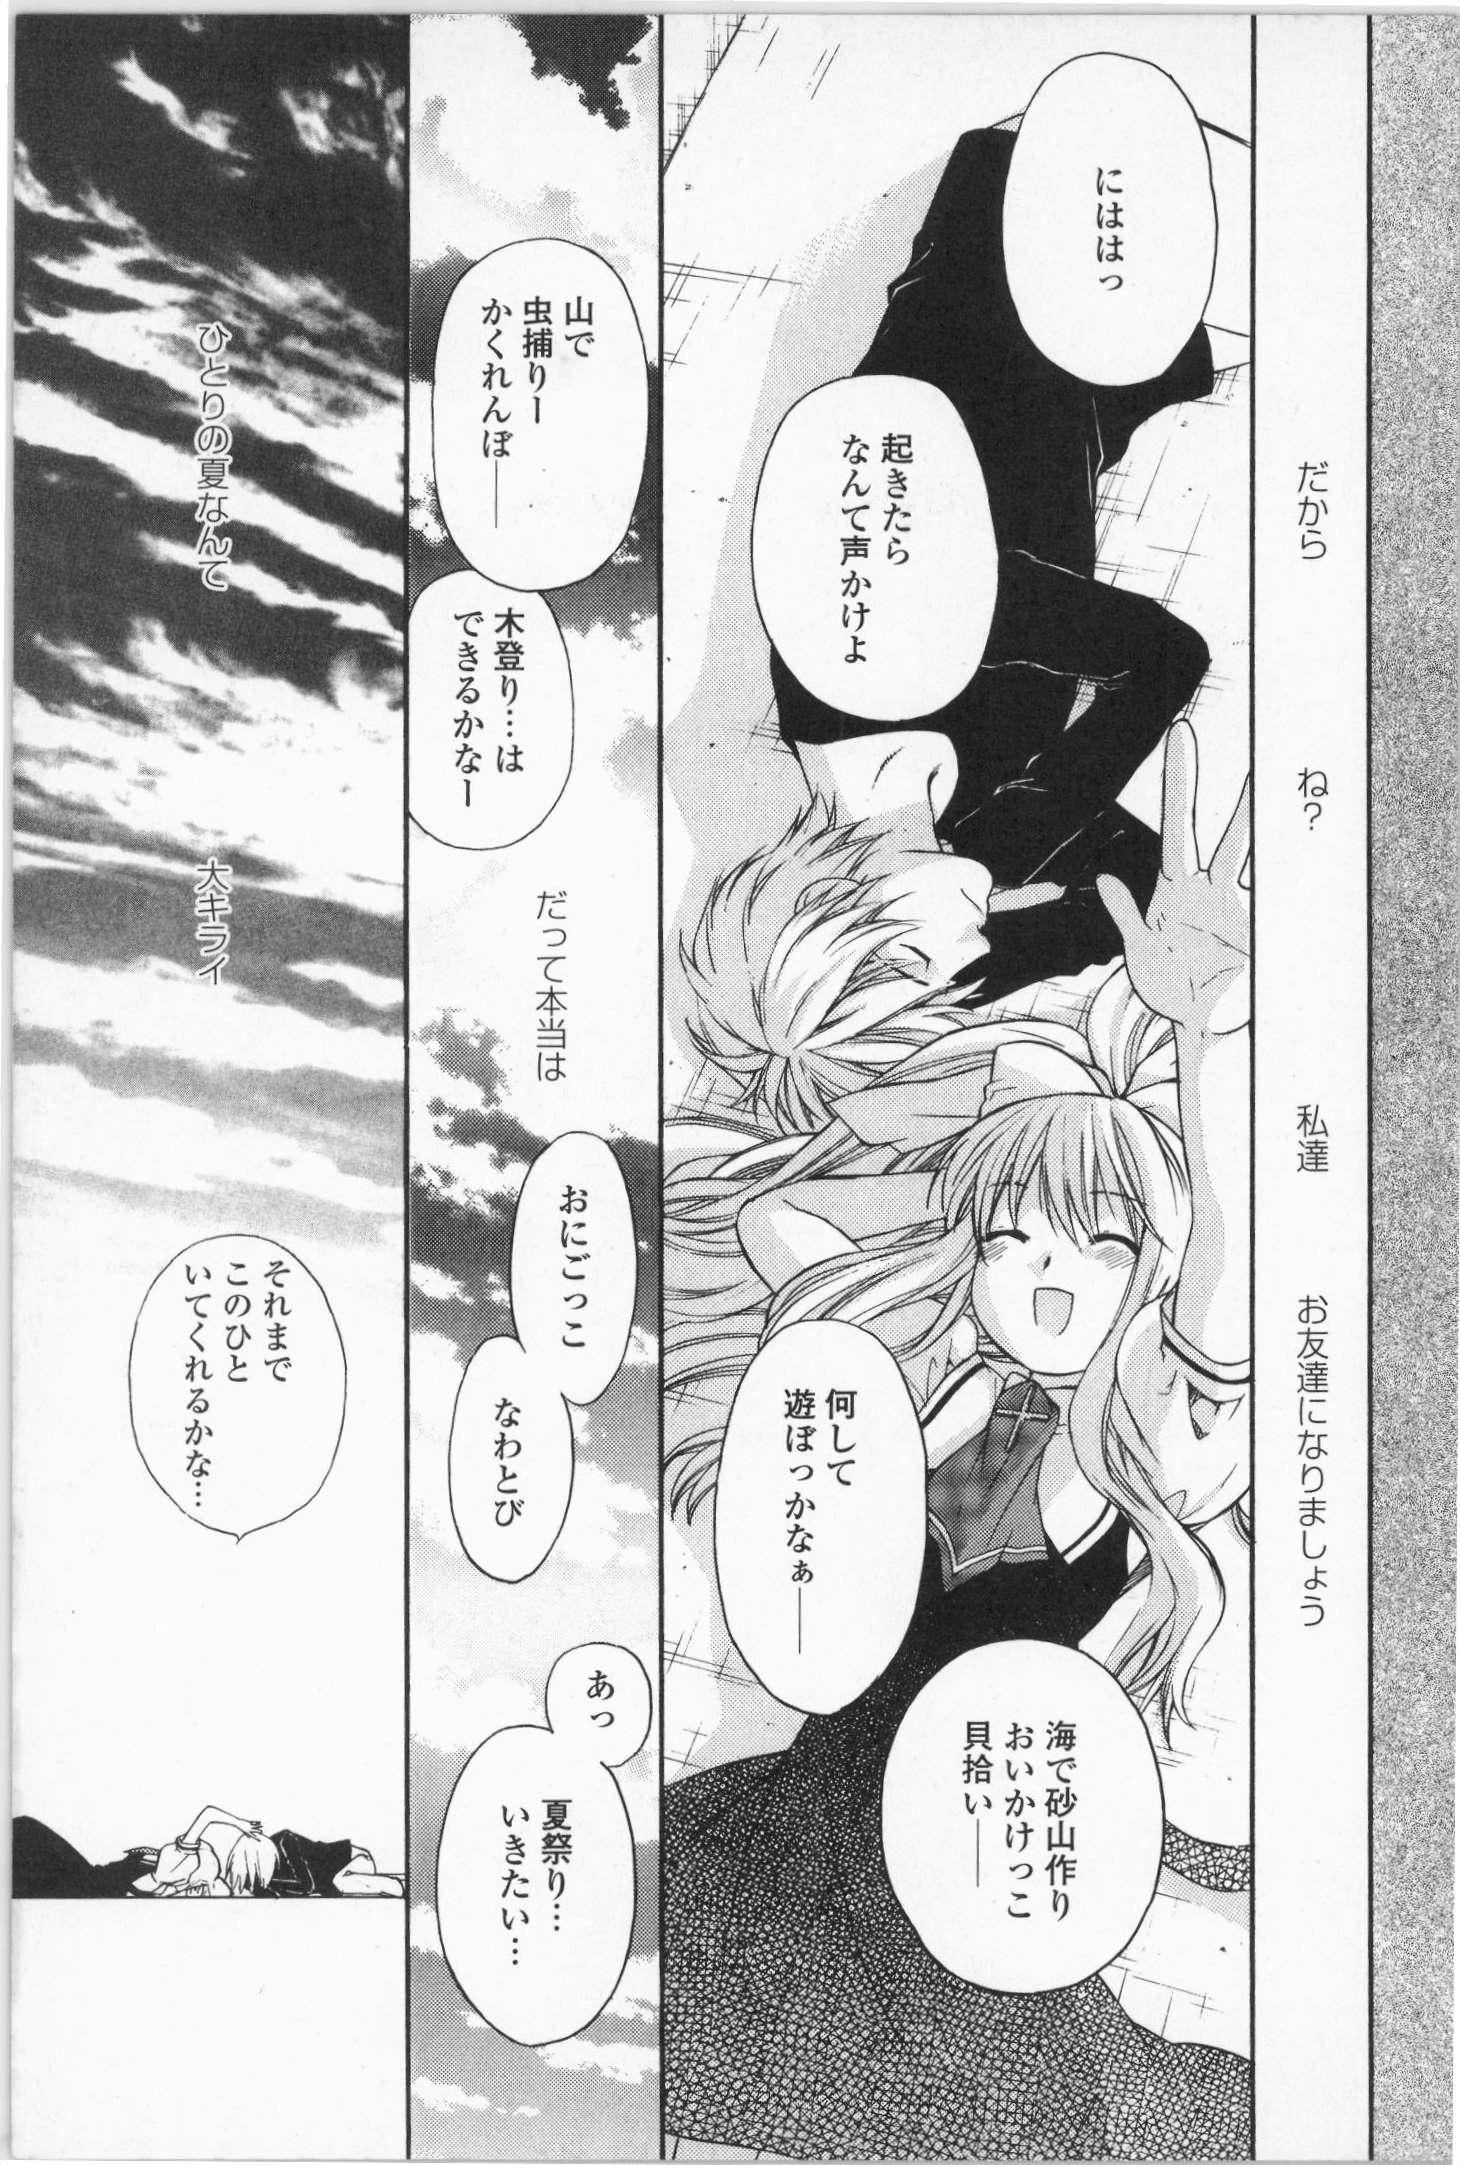 だから
ね?
私達
お友達になりましょう
にははっ
起きたら
なんて声かけよ
何して
遊ぼっかなぁ──
海で砂山作り
おいかけっこ
貝拾い──
山で
虫捕りー
かくれんぼ──
木登り…は
できるかなー
だって本当は
おにごっこ
なわとび
あっ
夏祭り…
いきたい…
ひとりの夏なんて
大キライ
それまで
このひと
いてくれるかな…